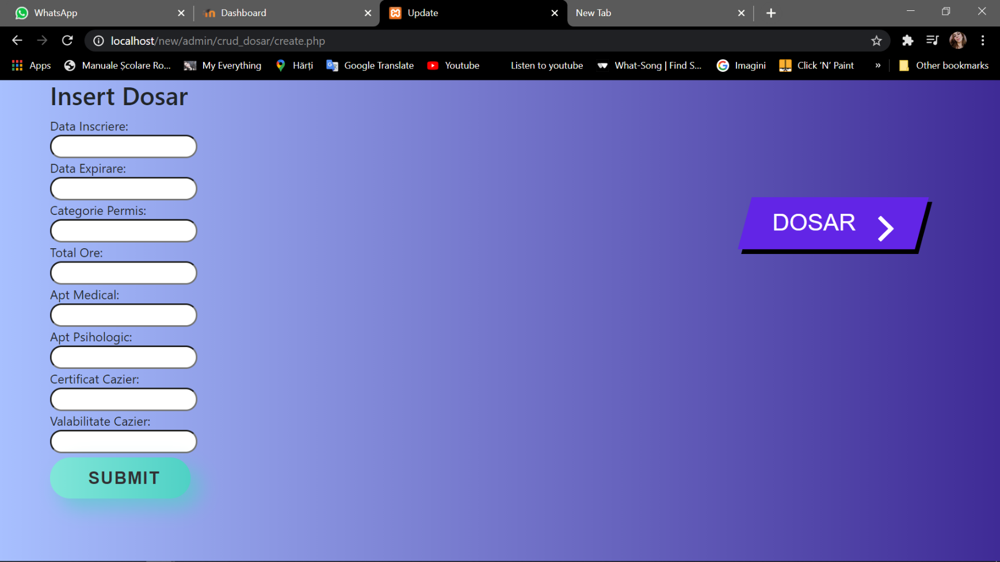 WhatsApp
Dashboard
Update
New Tab
localhost/new/admin/crud_dosar/create.php
Apps
Manuale Școlare Ro...
My Everything
Hărți
Google Translate
Youtube
Listen to youtube
What-Song | Find S...
Imagini
Click ‘N’ Paint
»
Other bookmarks
Insert Dosar
Data Inscriere:
Data Expirare:
Categorie Permis:
DOSAR
Total Ore:
Apt Medical:
Apt Psihologic:
Certificat Cazier:
Valabilitate Cazier:
SUBMIT